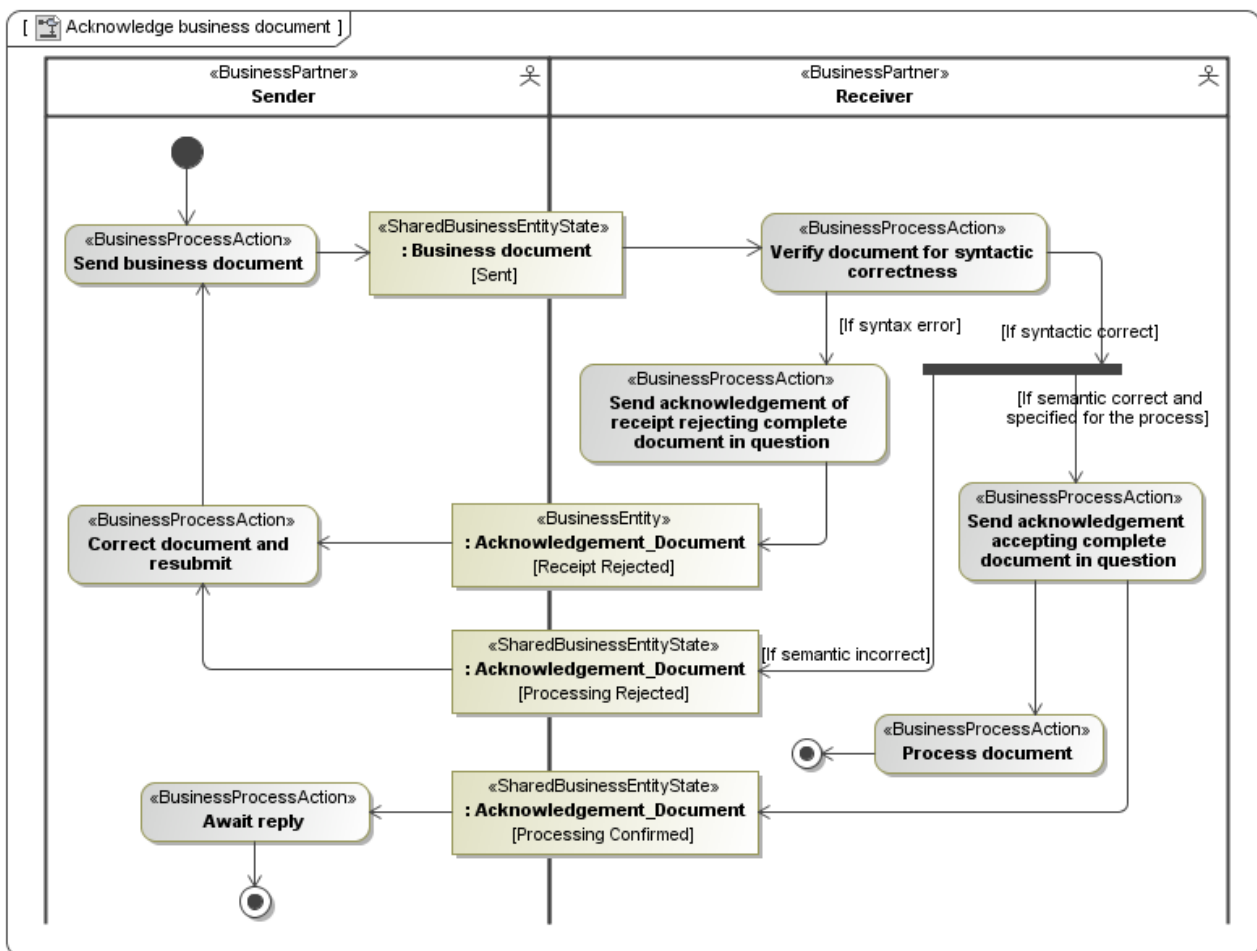 [ Acknowledge business document ]
«BusinessPartner»
Sender
«BusinessPartner»
Receiver
«BusinessProcessAction»
Send business document
«SharedBusinessEntityState»
: Business document
[Sent]
«BusinessProcessAction»
Verify document for syntactic
correctness
[If syntax error]
[If syntactic correct]
«BusinessProcessAction»
Send acknowledgement of
receipt rejecting complete
document in question
[If semantic correct and
specified for the process]
«BusinessProcessAction»
Correct document and
resubmit
«BusinessEntity»
: Acknowledgement_Document
[Receipt Rejected]
«BusinessProcessAction»
Send acknowledgement
accepting complete
document in question
«SharedBusinessEntityState»
: Acknowledgement_Document
[Processing Rejected]
[If semantic incorrect]
«BusinessProcessAction»
Process document
«BusinessProcessAction»
Await reply
«SharedBusinessEntityState»
: Acknowledgement_Document
[Processing Confirmed]